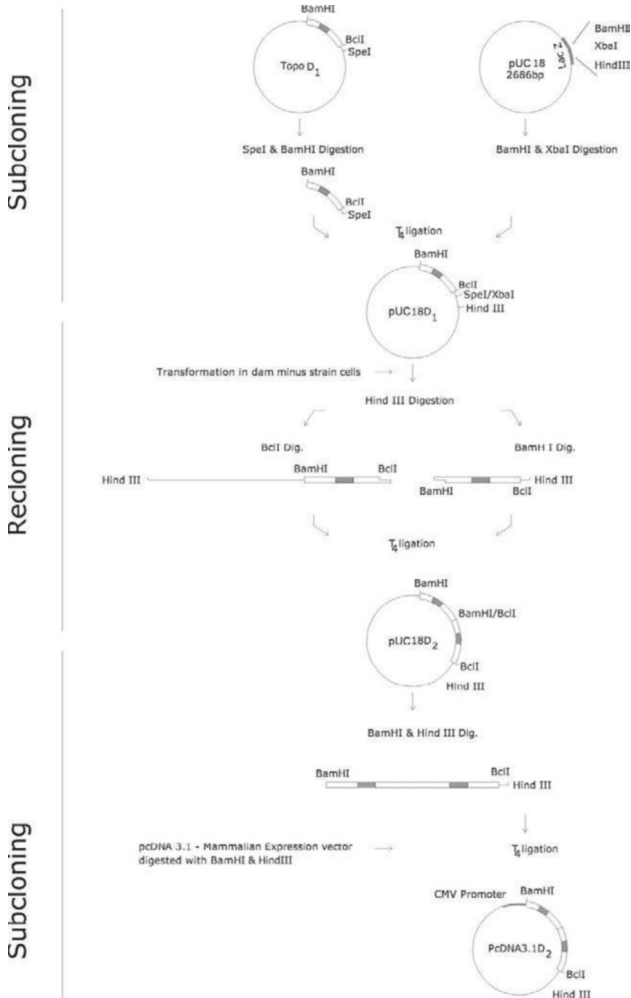 Subcloning
BamHI
BclI
SpeI
Topo D1
BamHII
XbaI
HindIII
Lac Z
pUC 18
2686bp
SpeI & BamHI Digestion
BamHI & XbaI Digestion
BamHI
BclI
SpeI
T4 ligation
BamHI
BclI
SpeI/XbaI
Hind III
pUC18D1
Recloning
Transformation in dam minus strain cells
Hind III Digestion
BclI Dig.
BamH I Dig.
Hind III
BamHI
BclI
BamHI
BclI
Hind III
T4 ligation
BamHI
BamHI/BclI
pUC18D2
BclI
Hind III
Subcloning
BamHI & Hind III Dig.
BamHI
BclI
Hind III
pcDNA 3.1 - Mammalian Expression vector
digested with BamHI & HindIII
T4 ligation
CMV Promoter
BamHI
PcDNA3.1D2
BclI
Hind III